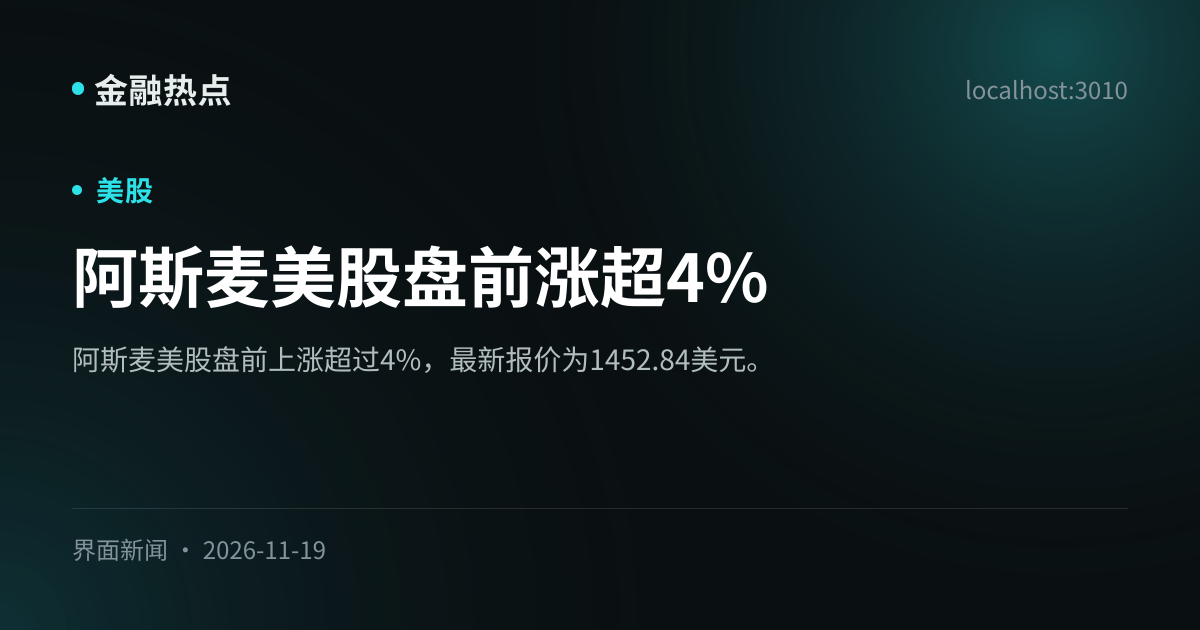 金融热点
localhost:3010
美股
阿斯麦美股盘前涨超4%
阿斯麦美股盘前上涨超过4%，最新报价为1452.84美元。
界面新闻 • 2026-11-19